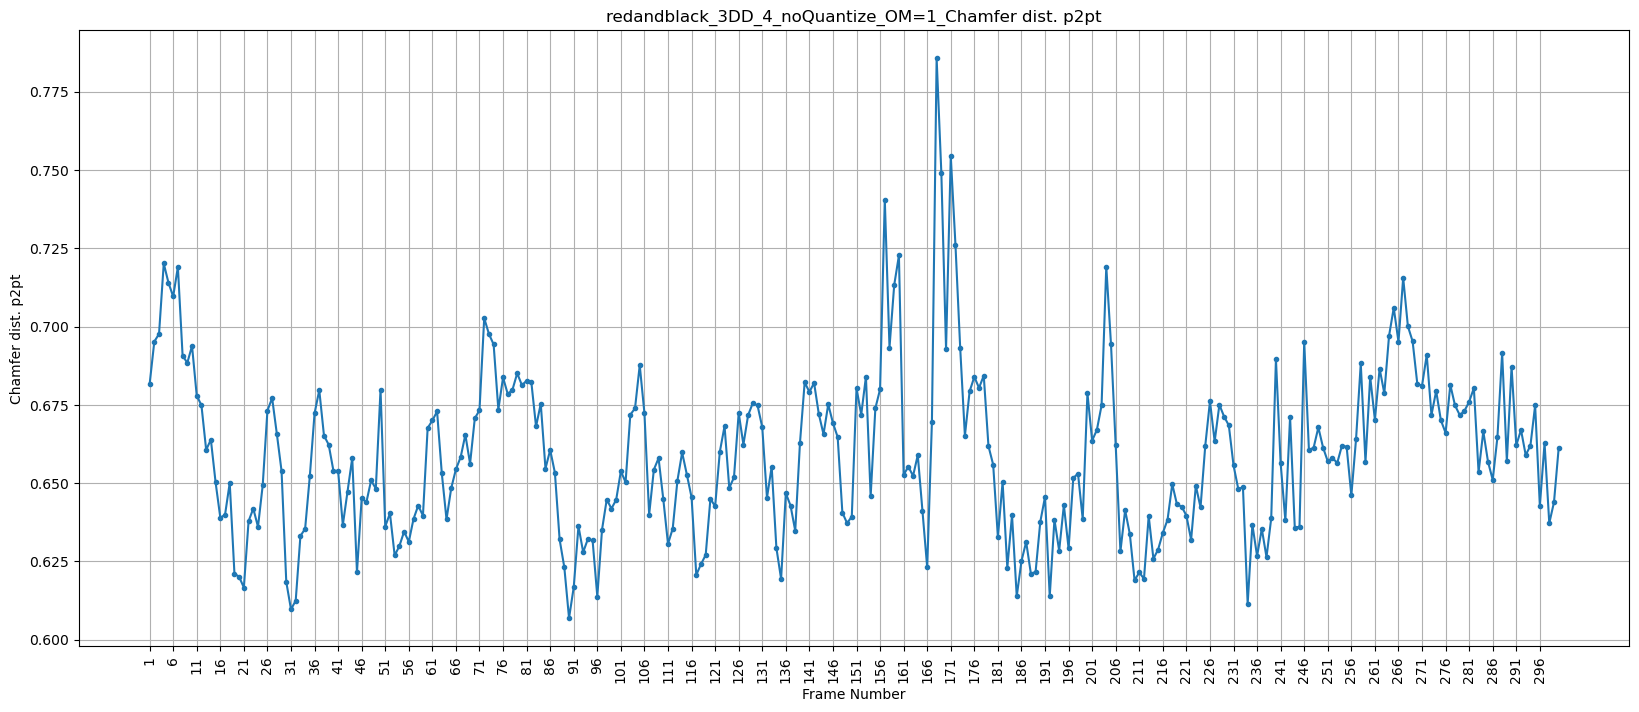 redandblack_3DD_4_noQuantize_OM=1_Chamfer dist. p2pt
Chamfer dist. p2pt
0.775
0.750
0.725
0.700
0.675
0.650
0.625
0.600
1 6 11 16 21 26 31 36 41 46 51 56 61 66 71 76 81 86 91 96 101 106 111 116 121 126 131 136 141 146 151 156 161 166 171 176 181 186 191 196 201 206 211 216 221 226 231 236 241 246 251 256 261 266 271 276 281 286 291 296
Frame Number